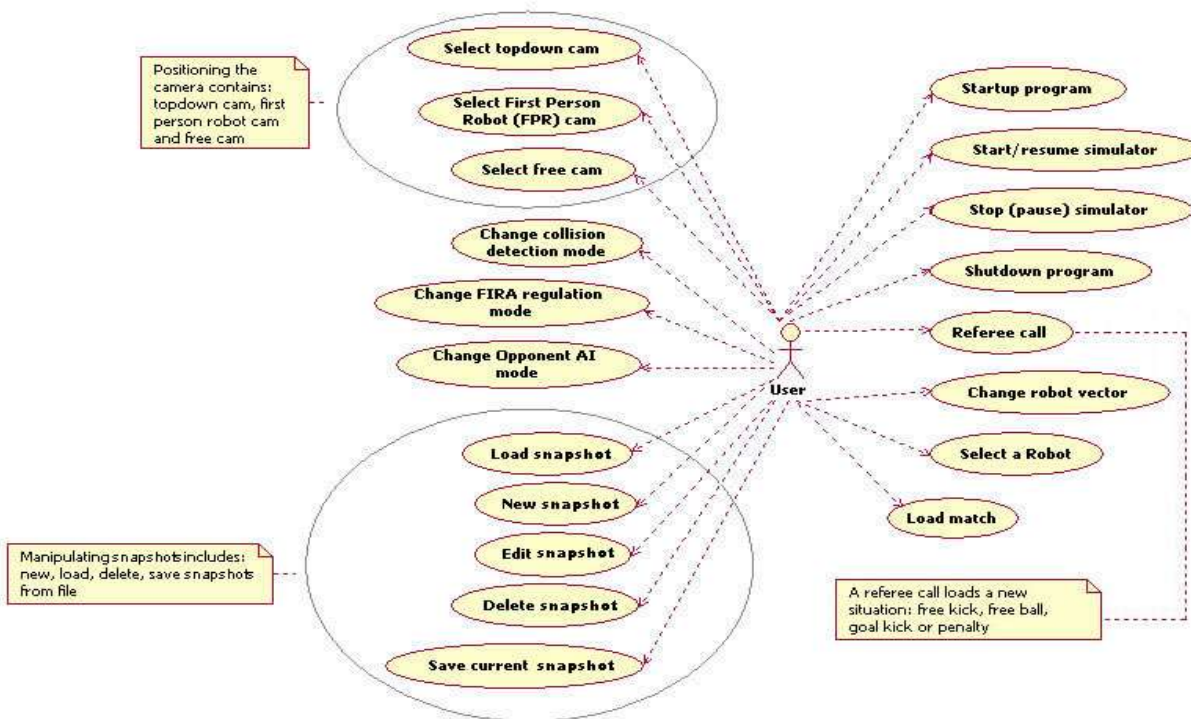 Positioning the
camera contains:
topdown cam, first
person robot cam
and free cam
Select topdown cam
Select First Person
Robot (FPR) cam
Select free cam
Change collision
detection mode
Change FIRA regulation
mode
Change Opponent AI
mode
Load snapshot
New snapshot
Edit snapshot
Delete snapshot
Save current snapshot
Manipulating snapshots includes:
new, load, delete, save snapshots
from file
User
Startup program
Start/resume simulator
Stop (pause) simulator
Shutdown program
Referee call
Change robot vector
Select a Robot
Load match
A referee call loads a new
situation: free kick, free ball,
goal kick or penalty